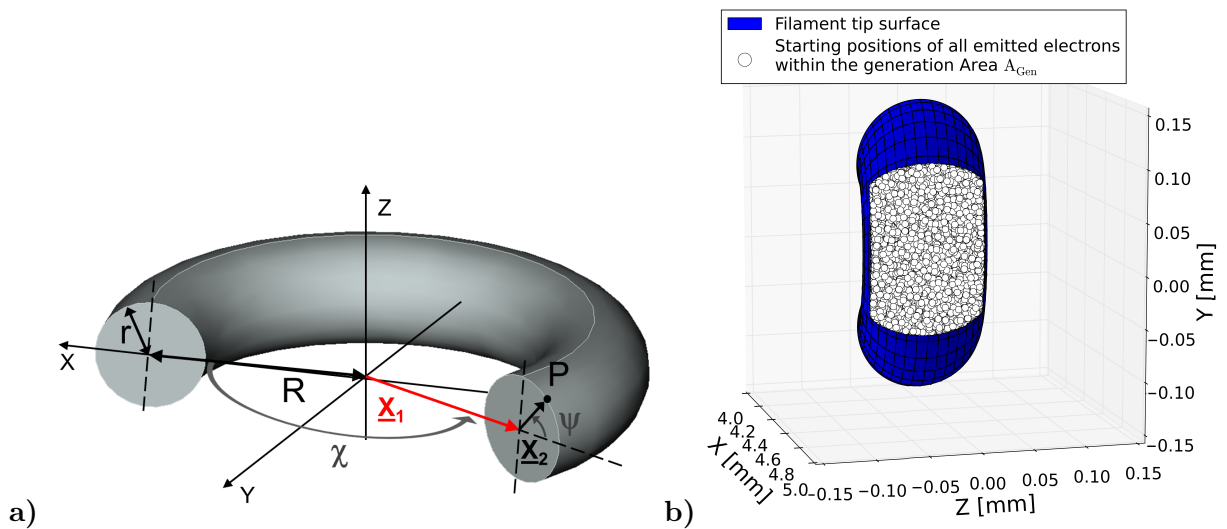 Z
r
X
R
X1
P
ψ
X2
χ
Y
a)
Filament tip surface
Starting positions of all emitted electrons
within the generation Area A_Gen
0.15
0.10
0.05
0.00
−0.05
−0.10
−0.15
Y [mm]
4.0
4.2
4.4
4.6
4.8
5.0
X [mm]
−0.15 −0.10 −0.05 0.00 0.05 0.10 0.15
Z [mm]
b)